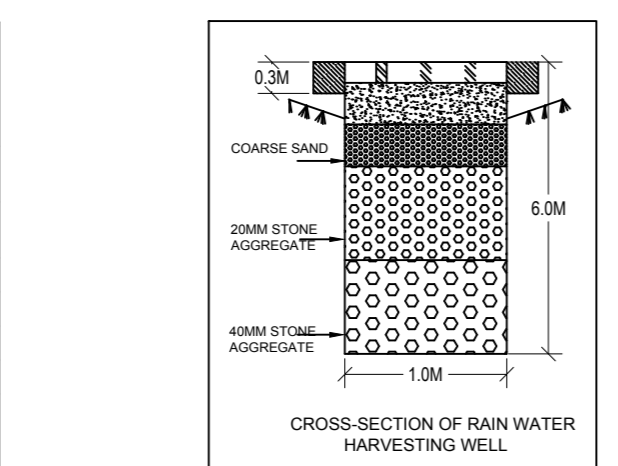 0.3M
COARSE SAND
6.0M
20MM STONE
AGGREGATE
40MM STONE
AGGREGATE
1.0M
CROSS-SECTION OF RAIN WATER
HARVESTING WELL